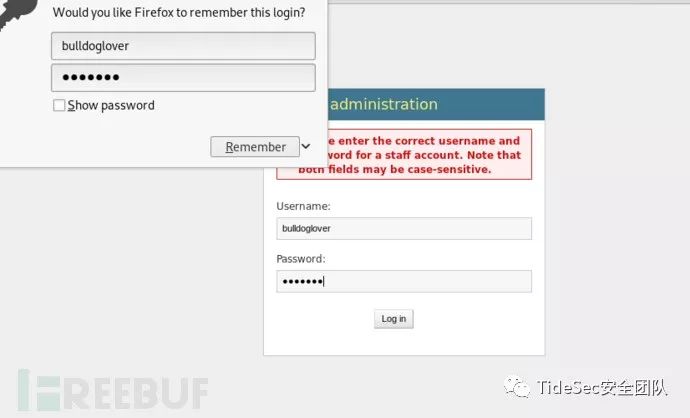 Would you like Firefox to remember this login?
bulldoglover
●●●●●●●
Show password
Remember
administration
e enter the correct username and
word for a staff account. Note that
both fields may be case-sensitive.
Username:
bulldoglover
Password:
●●●●●●●
Log in
FREEBUF
TideSec安全团队